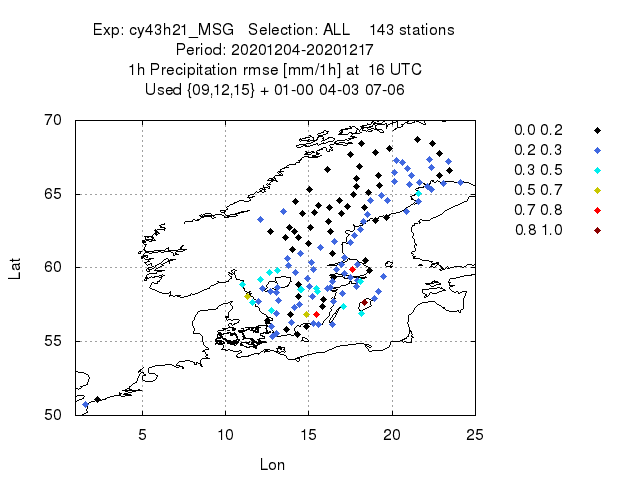 Exp: cy43h21_MSG   Selection: ALL    143 stations
Period: 20201204-20201217
1h Precipitation rmse [mm/1h] at  16 UTC
Used {09,12,15} + 01-00 04-03 07-06
70
65
60
55
50
Lat
5
10
15
20
25
Lon
0.0 0.2
0.2 0.3
0.3 0.5
0.5 0.7
0.7 0.8
0.8 1.0